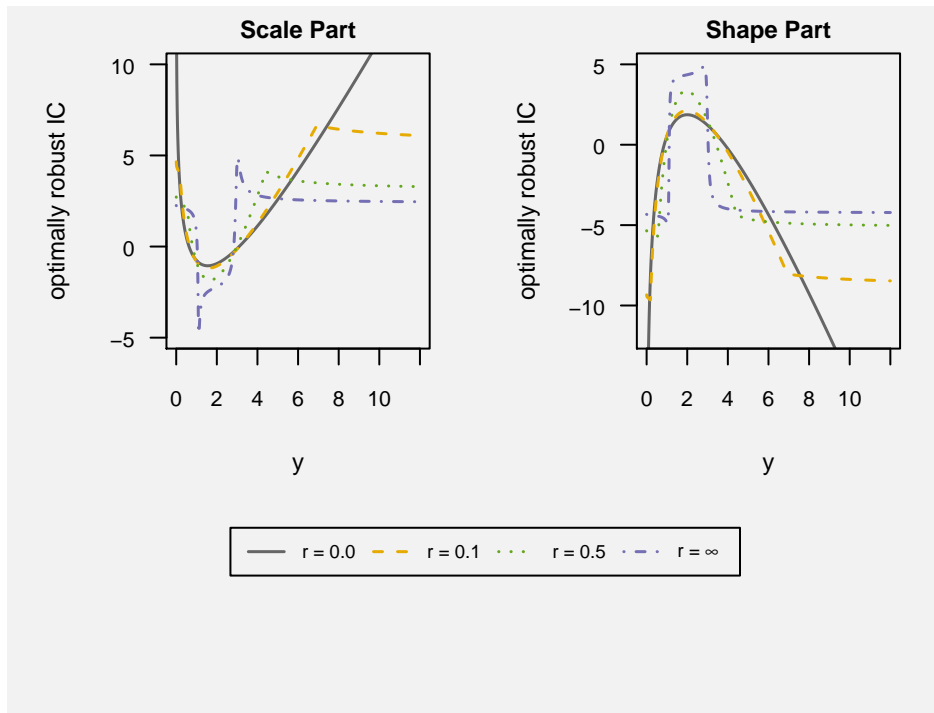 Scale Part
optimally robust IC
10
5
0
−5
0 2 4 6 8 10
y
Shape Part
optimally robust IC
5
0
−5
−10
0 2 4 6 8 10
y
r = 0.0 r = 0.1 r = 0.5 r = ∞